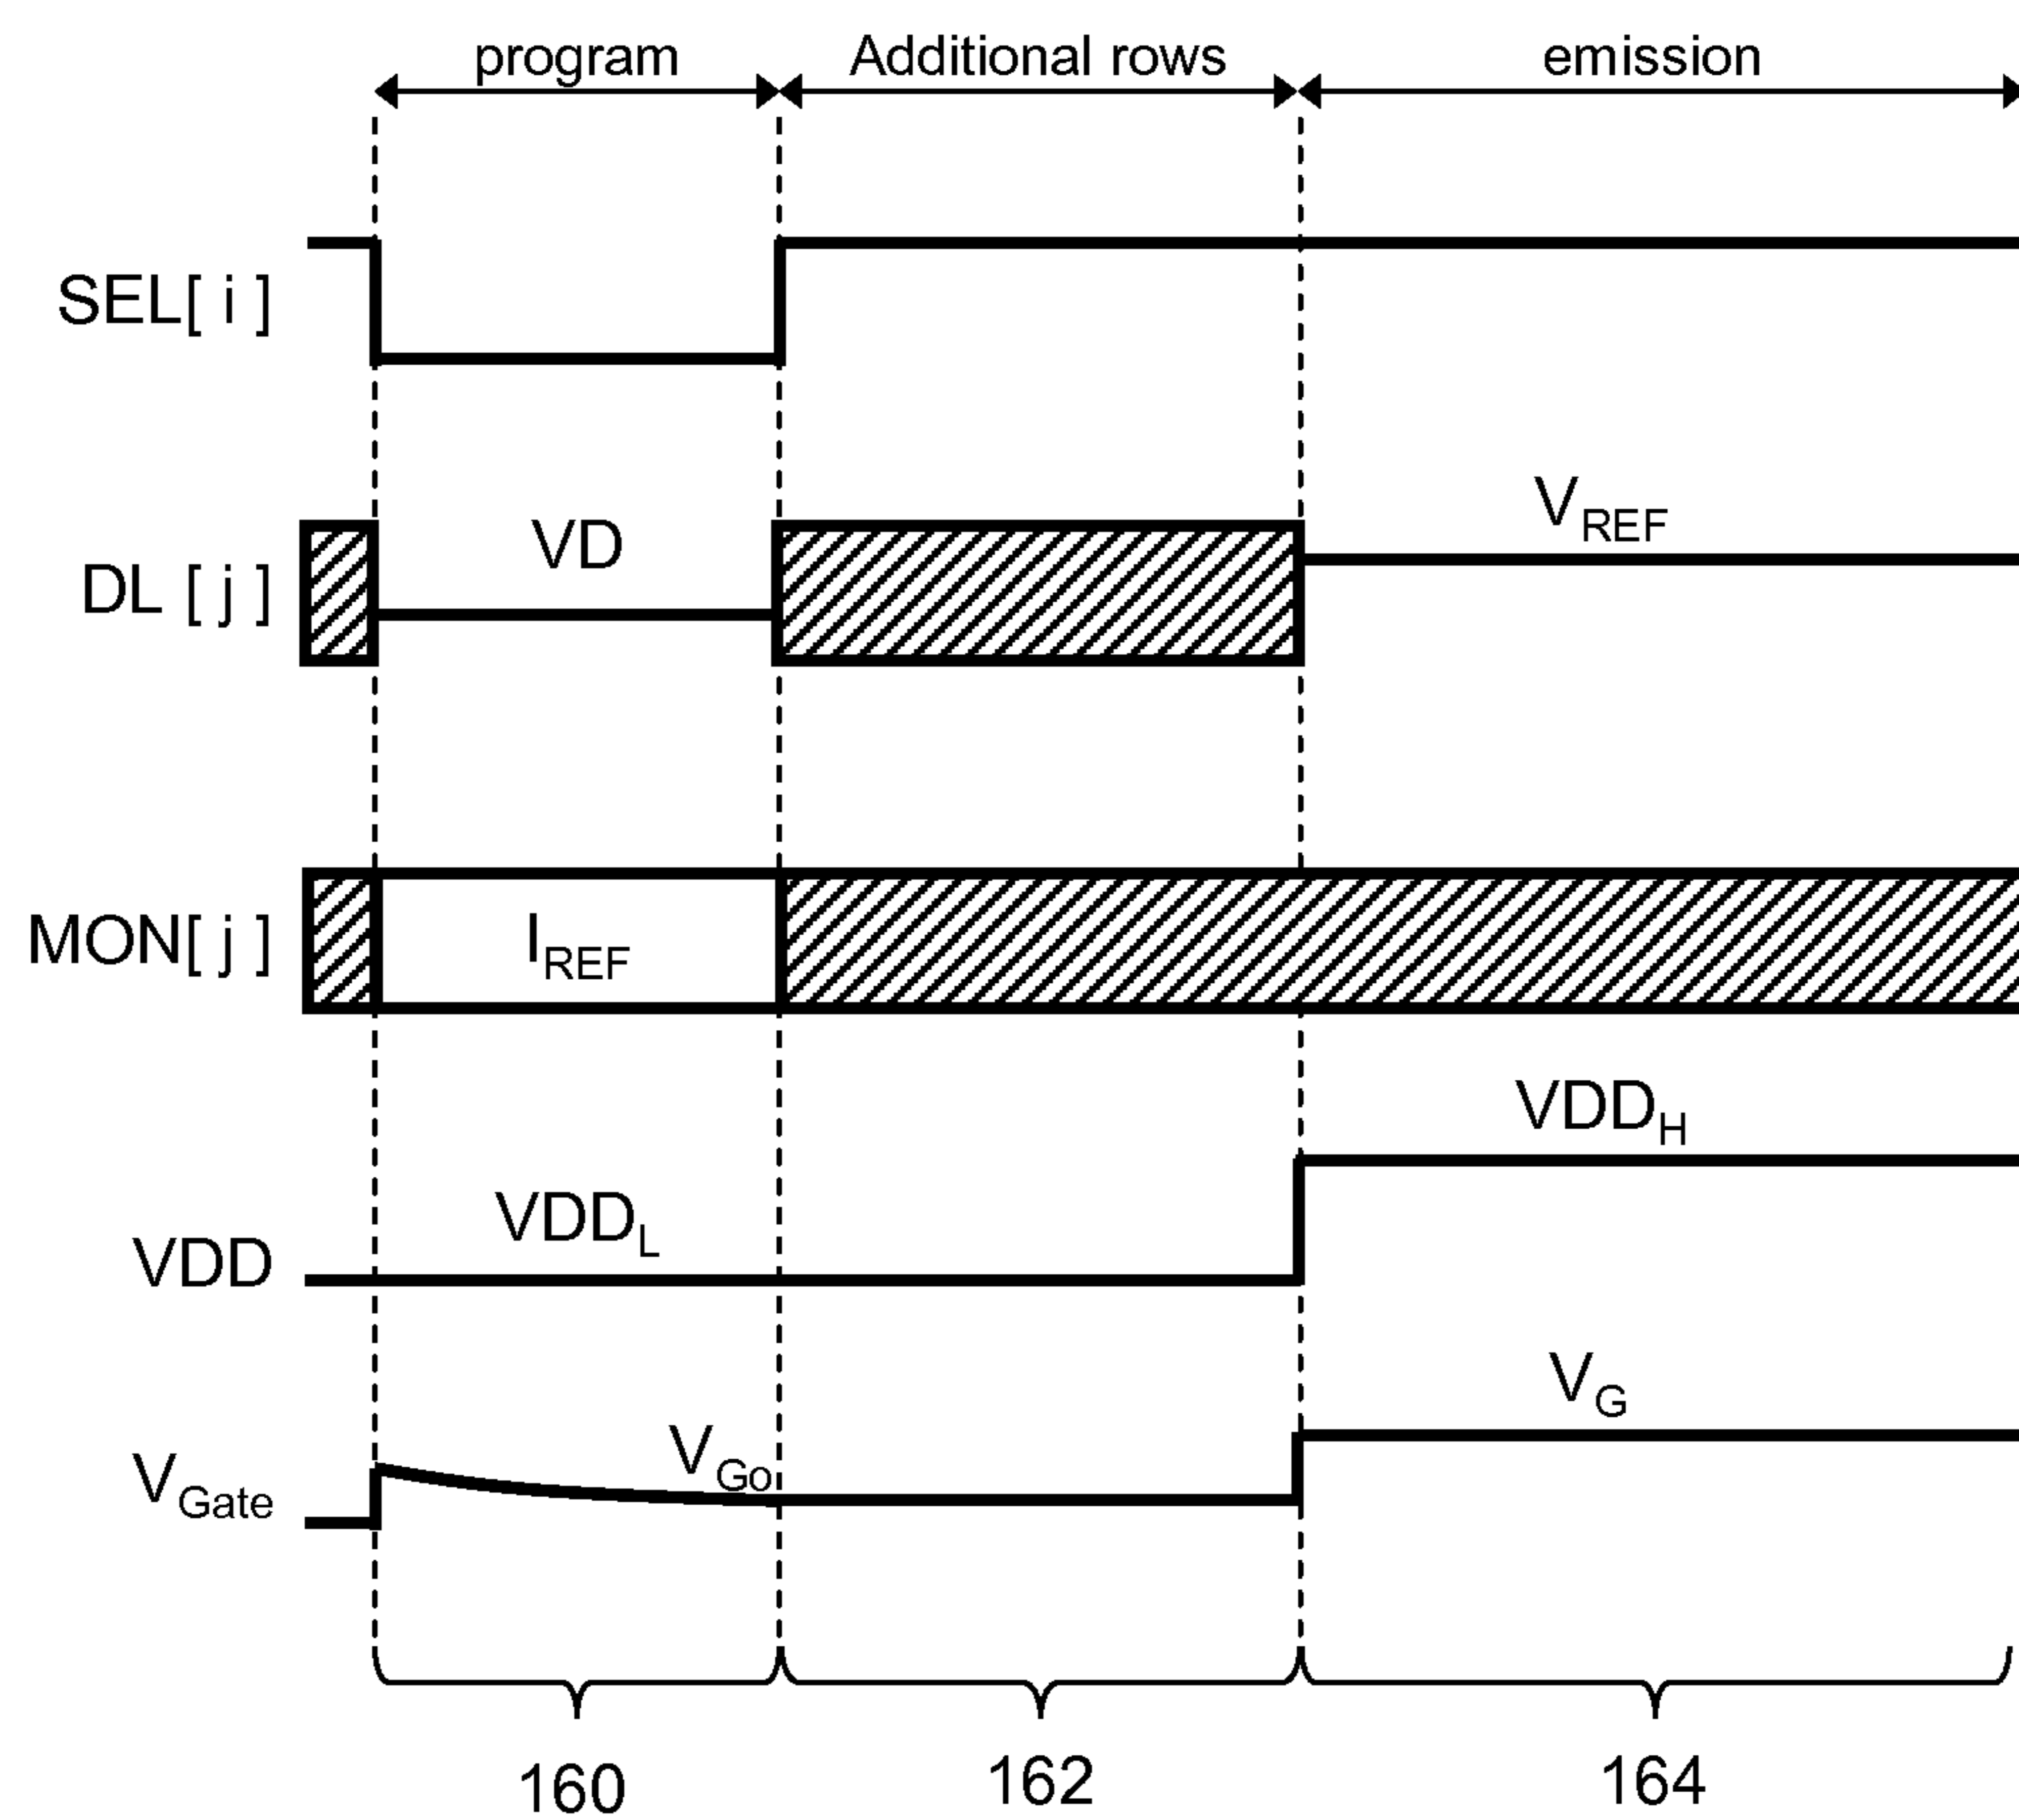 program Additional rows emission
SEL[ i ]
VD
V_REF
DL [ j ]
MON[ j ]
I_REF
VDD_H
VDD_L
VDD
V_G
V_Go
V_Gate
160 162 164